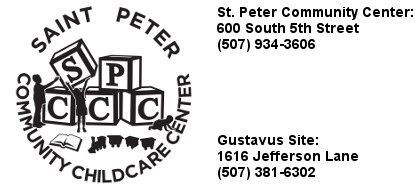 SAINT PETER
S P
C C C
COMMUNITY CHILDCARE CENTER
St. Peter Community Center:
600 South 5th Street
(507) 934-3606
Gustavus Site:
1616 Jefferson Lane
(507) 381-6302